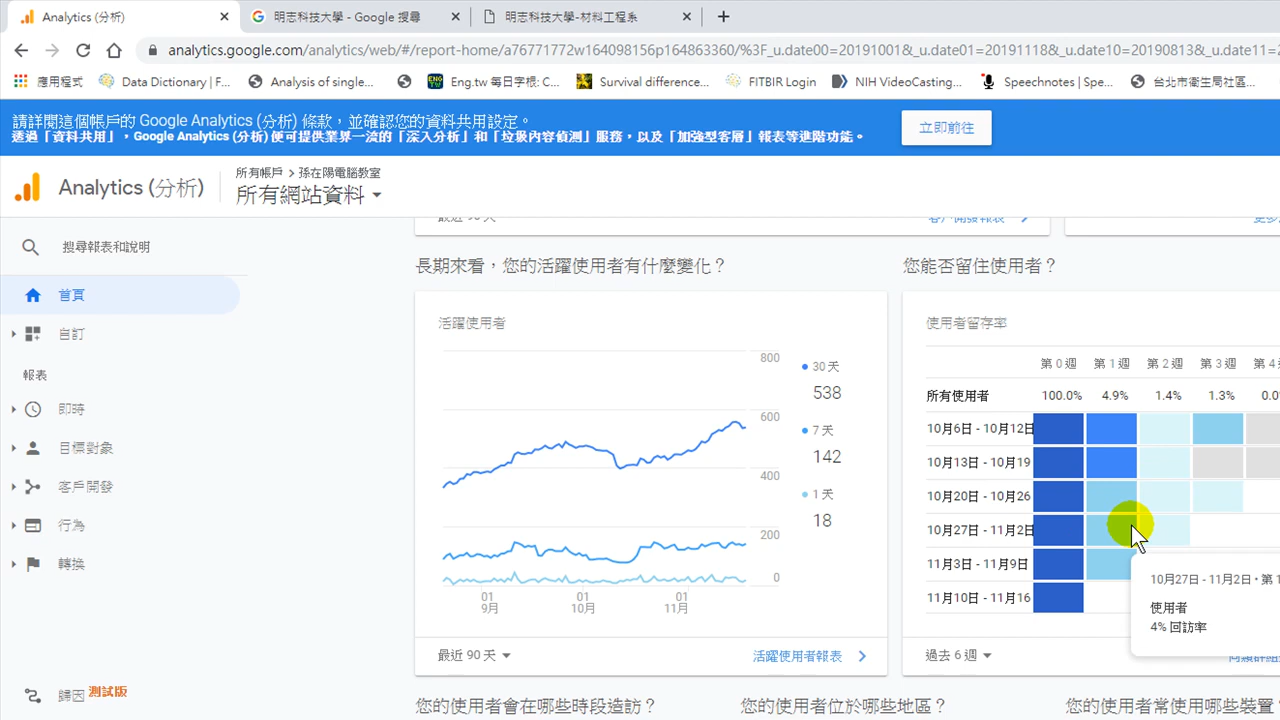 Analytics (分析)
明志科技大學 - Google 搜尋
明志科技大學-材料工程系
analytics.google.com/analytics/web/#/report-home/a76771772w164098156p164863360/%3F_u.date00=20191001&_u.date01=20191118&_u.date10=20190813&_u.date11=2
應用程式
Data Dictionary | F...
Analysis of single...
Eng.tw 每日字榜: C...
Survival difference...
FITBIR Login
NIH VideoCasting...
Speechnotes | Spe...
台北市衛生局社區...
請詳閱這個帳戶的 Google Analytics (分析) 條款，並確認您的資料共用設定。
透過「資料共用」，Google Analytics (分析) 便可提供業界一流的「深入分析」和「垃圾內容偵測」服務，以及「加強型客層」報表等進階功能。
立即前往
Analytics (分析)
所有帳戶 > 孫在陽電腦教室
所有網站資料
搜尋報表和說明
首頁
自訂
報表
即時
目標對象
客戶開發
行為
轉換
歸因 測試版
最近 90 天
客戶開發報表
長期來看，您的活躍使用者有什麼變化？
活躍使用者
800
600
400
200
0
01
9月
01
10月
01
11月
30 天
538
7 天
142
1 天
18
最近 90 天
活躍使用者報表
您能否留住使用者？
使用者留存率
第 0 週 第 1 週 第 2 週 第 3 週 第 4
所有使用者 100.0% 4.9% 1.4% 1.3% 0.0
10月6日 - 10月12日
10月13日 - 10月19
10月20日 - 10月26
10月27日 - 11月2日
11月3日 - 11月9日
11月10日 - 11月16
10月27日 - 11月2日 • 第 1
使用者
4% 回訪率
過去 6 週
您的使用者會在哪些時段造訪？
您的使用者位於哪些地區？
您的使用者常使用哪些裝置